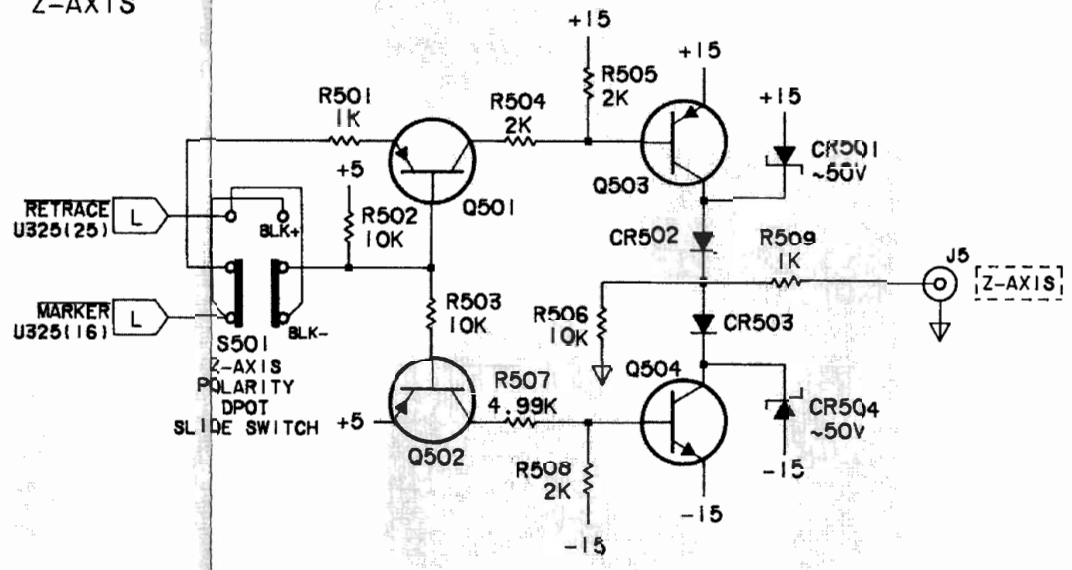 Z-AXIS
+15
+15
R505
2K
+15
R501
1K
R504
2K
CR501
~50V
+5
Q503
RETRACE
U325(25)
L
BLK+
R502
10K
Q501
CR502
R509
1K
J5
Z-AXIS
MARKER
U325(16)
L
BLK-
R503
10K
R506
10K
CR503
S501
Z-AXIS
POLARITY
DPDT
SLIDE SWITCH
+5
Q502
R507
4.99K
Q504
CR504
~50V
R508
2K
-15
-15
-15